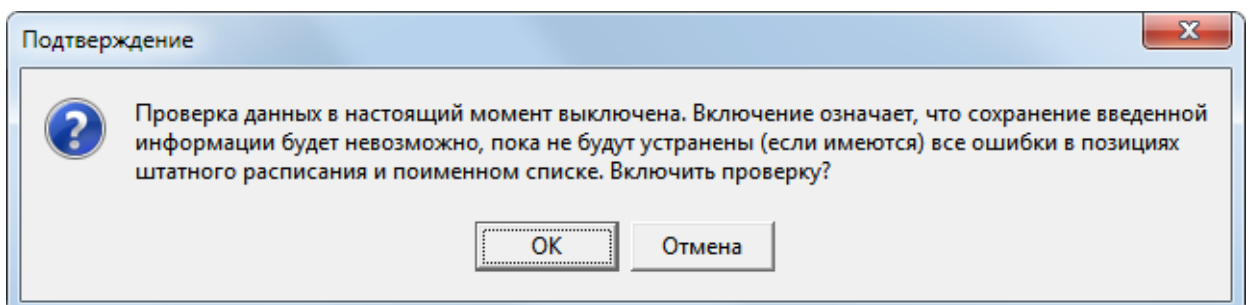 Подтверждение
Проверка данных в настоящий момент выключена. Включение означает, что сохранение введенной
информации будет невозможно, пока не будут устранены (если имеются) все ошибки в позициях
штатного расписания и поименном списке. Включить проверку?
ОК
Отмена